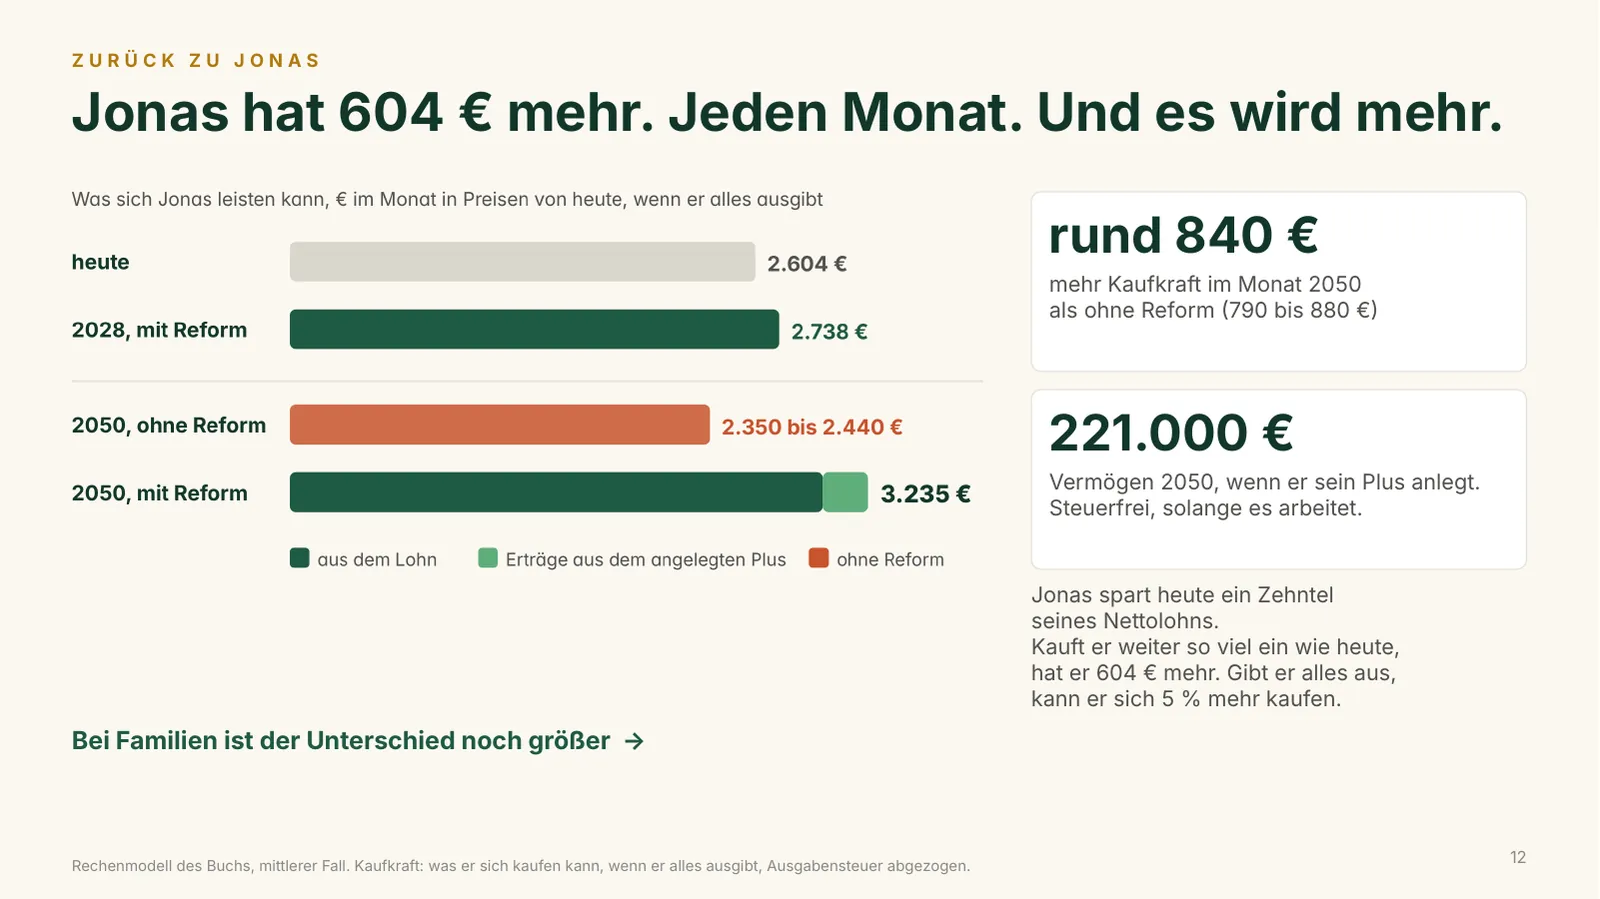 ZURÜCK ZU JONAS
Jonas hat 604 € mehr. Jeden Monat. Und es wird mehr.
Was sich Jonas leisten kann, € im Monat in Preisen von heute, wenn er alles ausgibt
heute
2.604 €
2028, mit Reform
2.738 €
2050, ohne Reform
2.350 bis 2.440 €
2050, mit Reform
3.235 €
aus dem Lohn
Erträge aus dem angelegten Plus
ohne Reform
rund 840 €
mehr Kaufkraft im Monat 2050
als ohne Reform (790 bis 880 €)
221.000 €
Vermögen 2050, wenn er sein Plus anlegt.
Steuerfrei, solange es arbeitet.
Jonas spart heute ein Zehntel
seines Nettolohns.
Kauft er weiter so viel ein wie heute,
hat er 604 € mehr. Gibt er alles aus,
kann er sich 5 % mehr kaufen.
Bei Familien ist der Unterschied noch größer →
Rechenmodell des Buchs, mittlerer Fall. Kaufkraft: was er sich kaufen kann, wenn er alles ausgibt, Ausgabensteuer abgezogen.
12